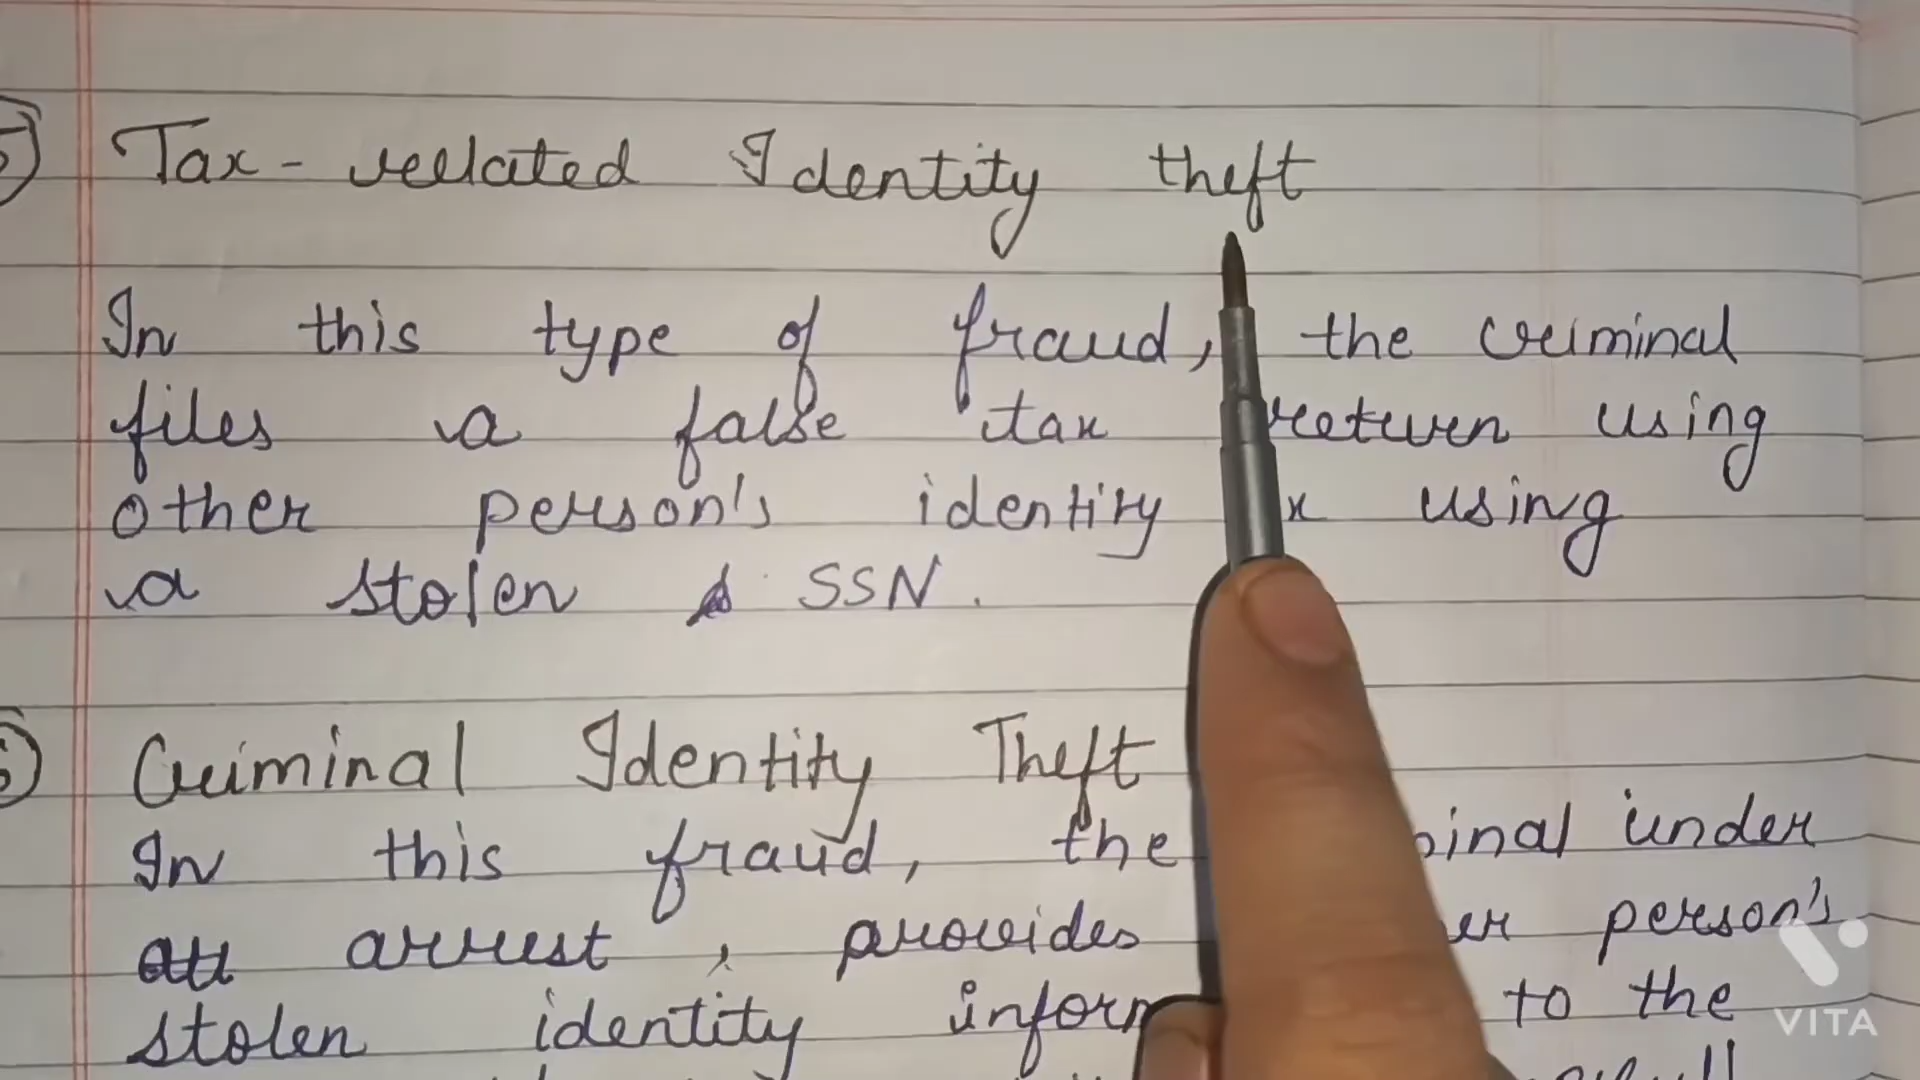 5) Tax-related Identity theft
In this type of fraud, the criminal
files a false tax return using
other person's identity x using
a stolen SSN.
6) Criminal Identity Theft
In this fraud, the under
arrest, provides person's
stolen identity to the
VITA